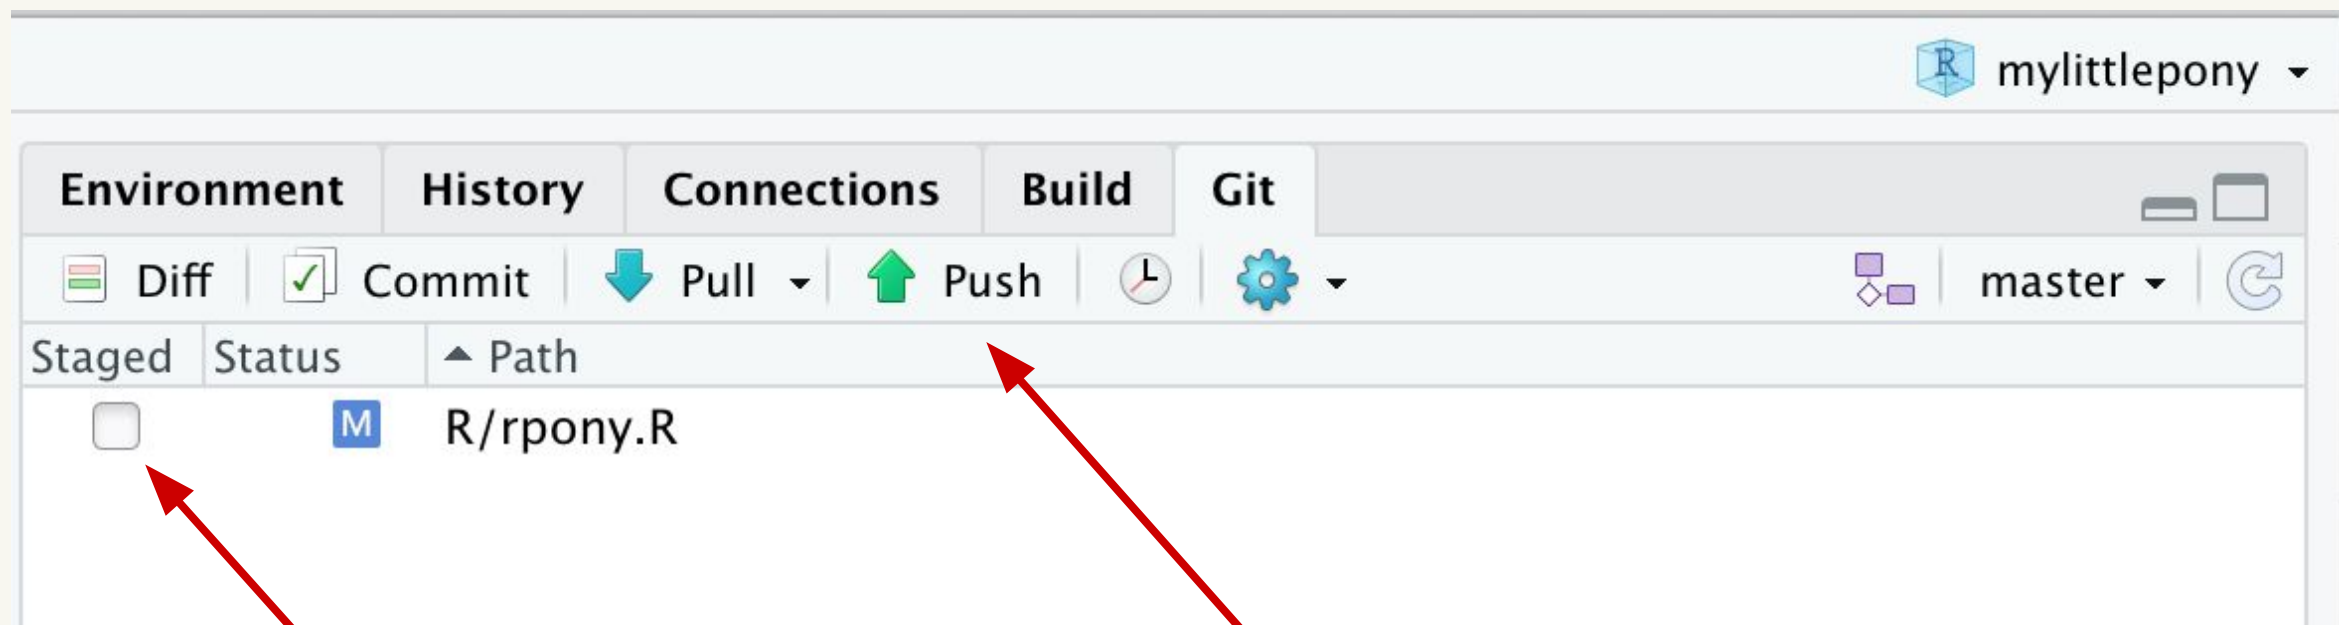 R mylittlepony
Environment History Connections Build Git
Diff Commit Pull Push master
Staged Status Path
M R/rpony.R